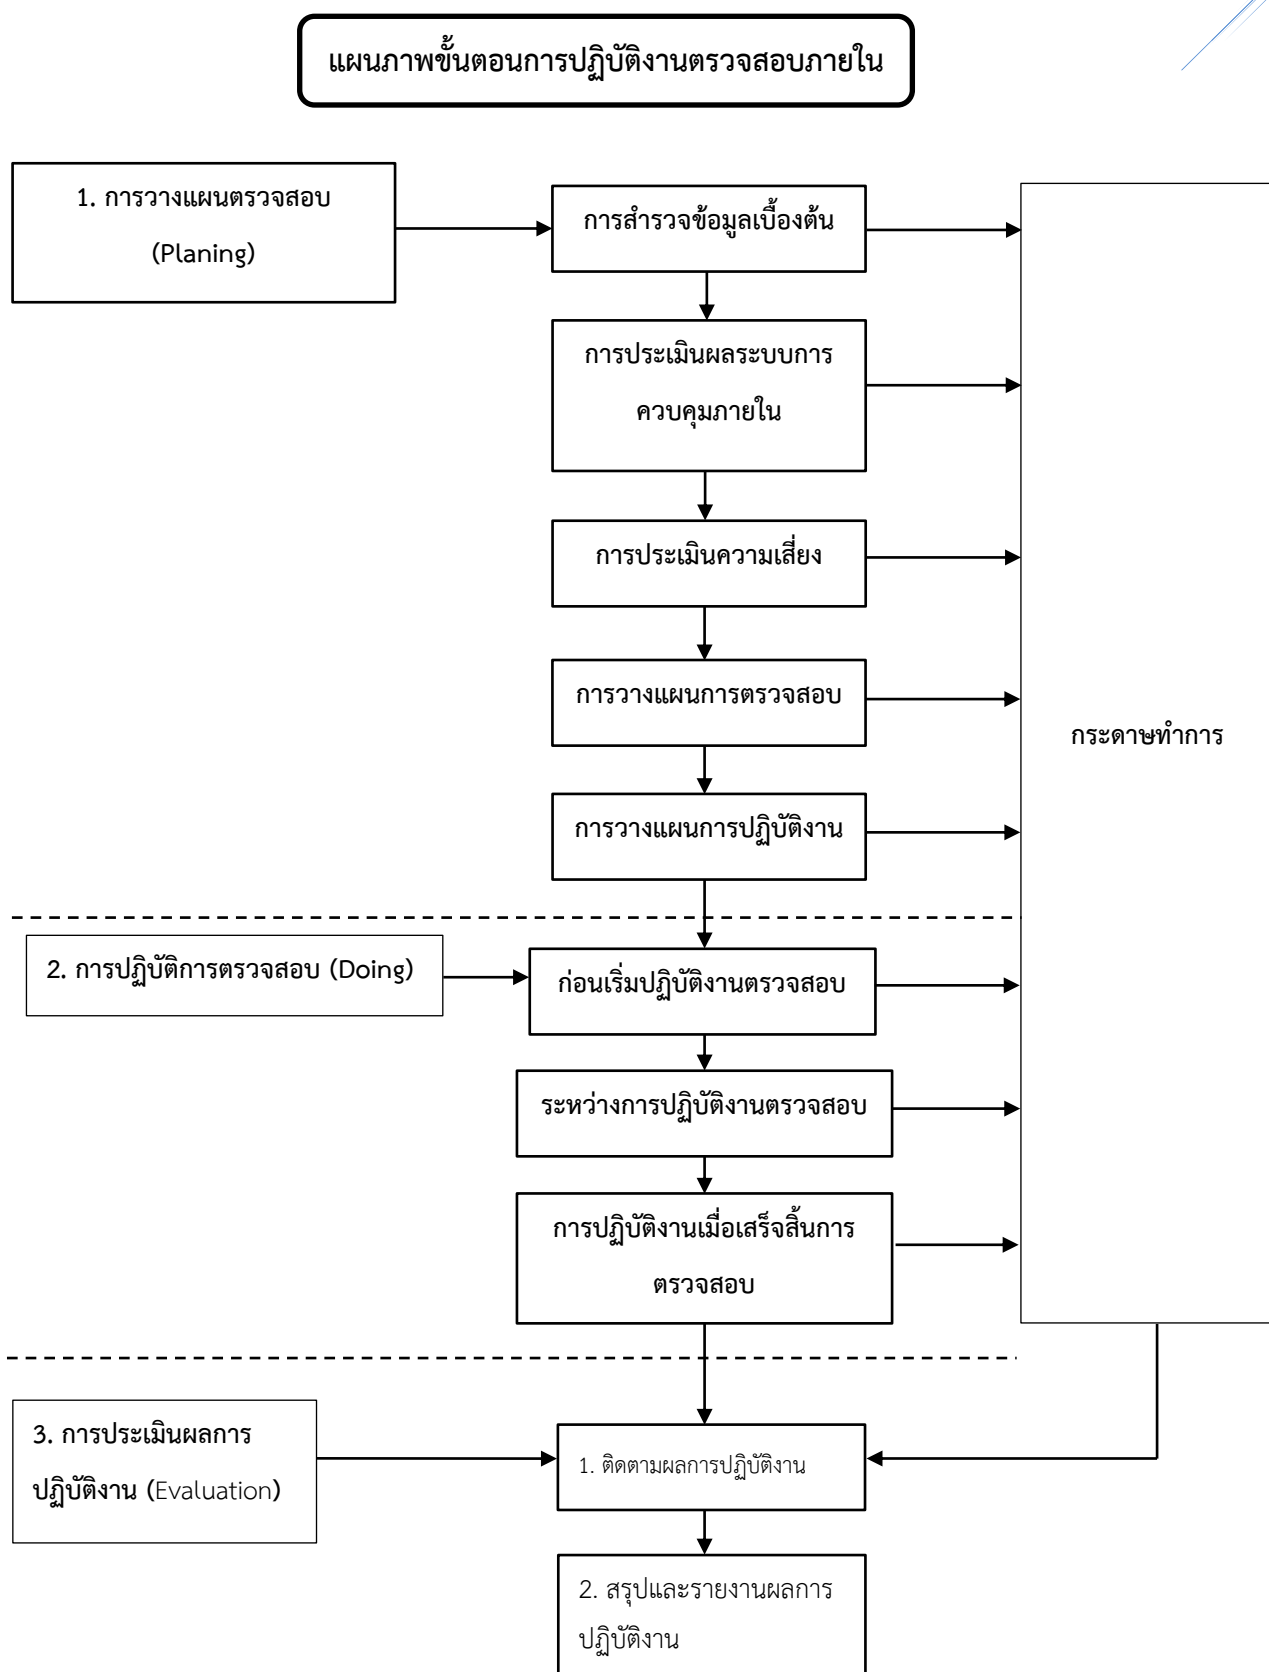 แผนภาพขั้นตอนการปฏิบัติงานตรวจสอบภายใน
1. การวางแผนตรวจสอบ
(Planing)
การสำรวจข้อมูลเบื้องต้น
การประเมินผลระบบการ
ควบคุมภายใน
การประเมินความเสี่ยง
การวางแผนการตรวจสอบ
กระดาษทำการ
การวางแผนการปฏิบัติงาน
2. การปฏิบัติการตรวจสอบ (Doing)
ก่อนเริ่มปฏิบัติงานตรวจสอบ
ระหว่างการปฏิบัติงานตรวจสอบ
การปฏิบัติงานเมื่อเสร็จสิ้นการ
ตรวจสอบ
3. การประเมินผลการ
ปฏิบัติงาน (Evaluation)
1. ติดตามผลการปฏิบัติงาน
2. สรุปและรายงานผลการ
ปฏิบัติงาน